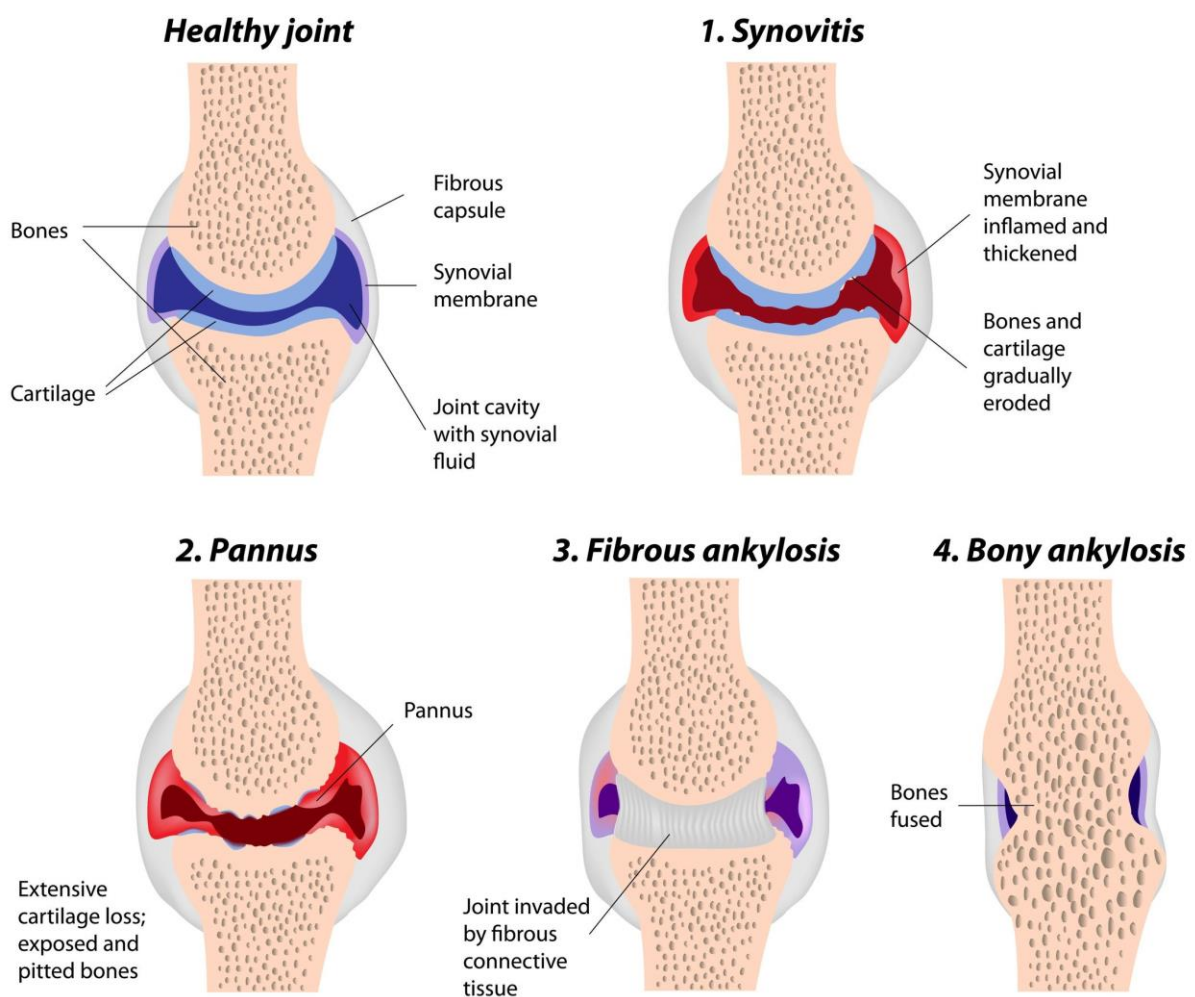 Healthy joint
Bones
Cartilage
Fibrous
capsule
Synovial
membrane
Joint cavity
with synovial
fluid
1. Synovitis
Synovial
membrane
inflamed and
thickened
Bones and
cartilage
gradually
eroded
2. Pannus
Pannus
Extensive
cartilage loss;
exposed and
pitted bones
3. Fibrous ankylosis
Joint invaded
by fibrous
connective
tissue
4. Bony ankylosis
Bones
fused